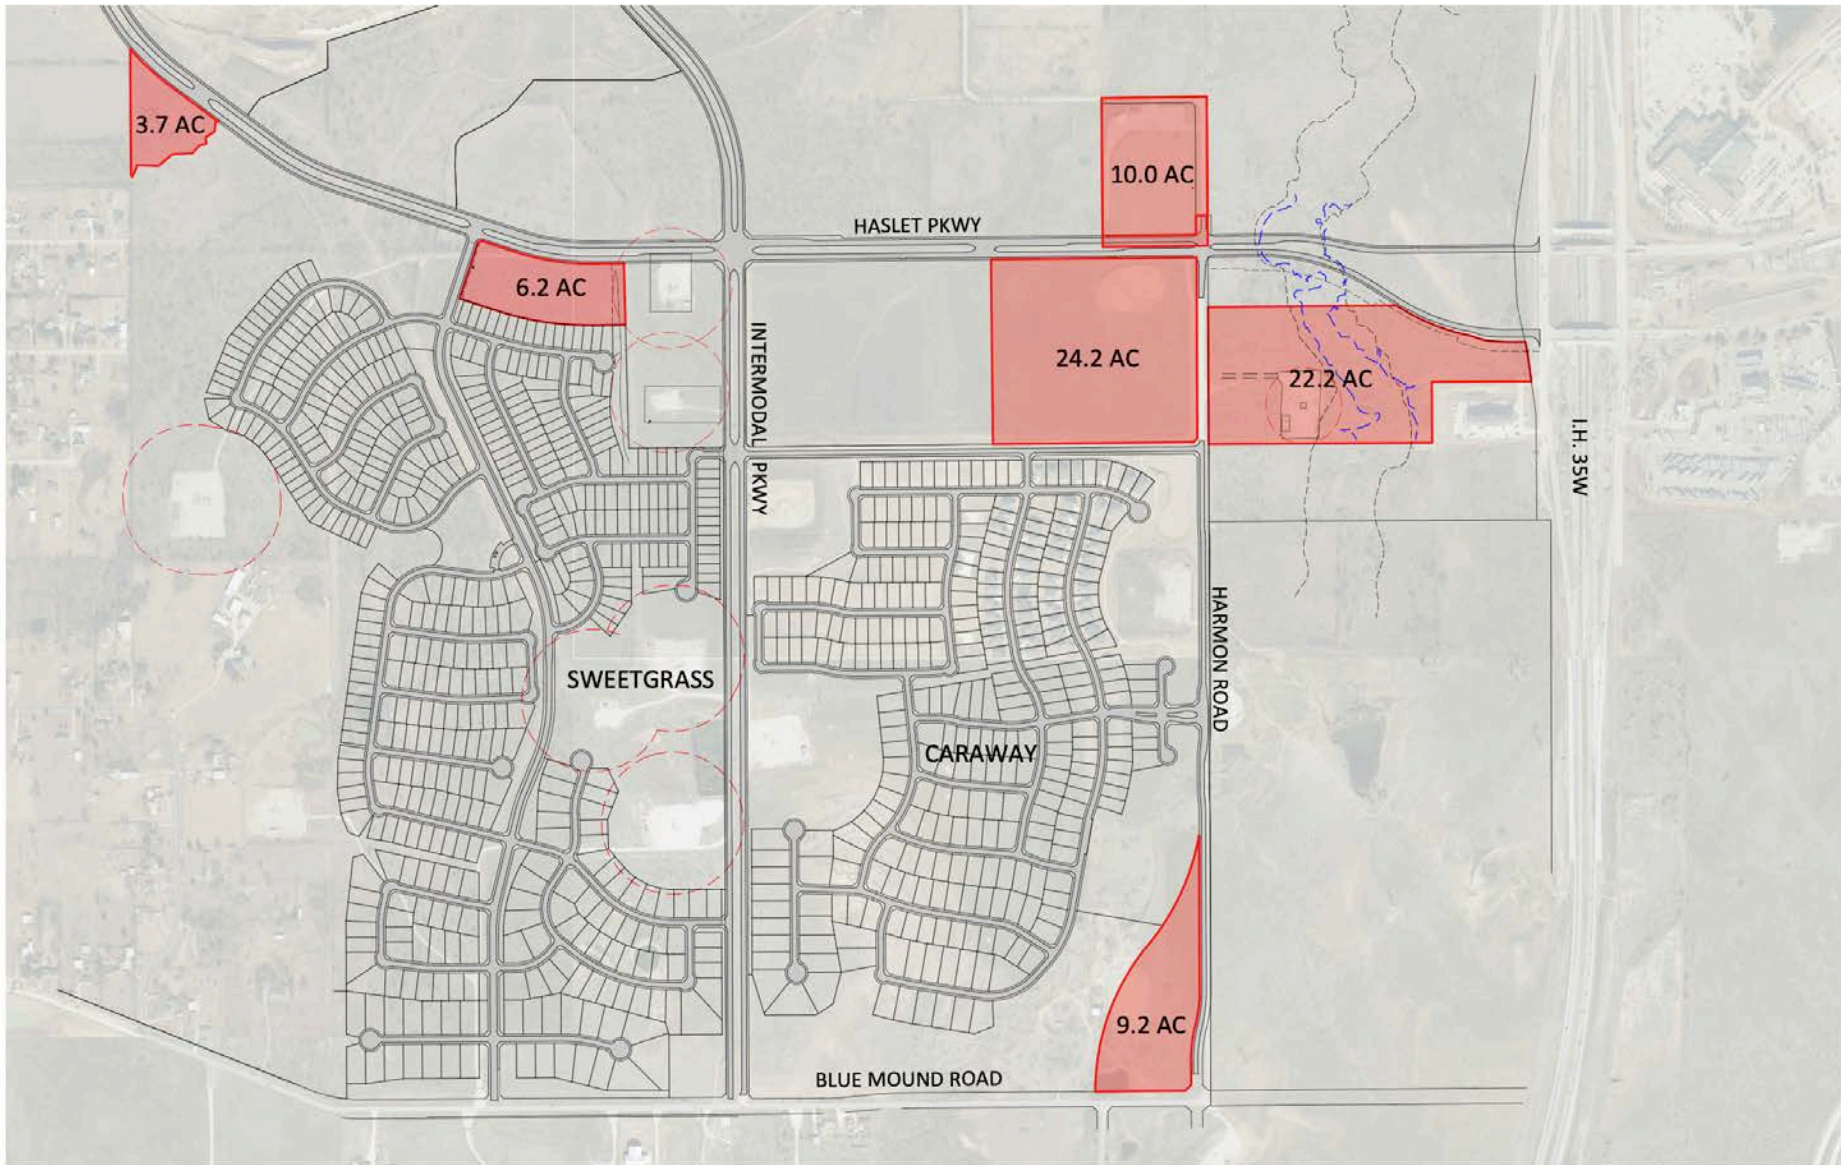 3.7 AC
10.0 AC
HASLET PKWY
6.2 AC
24.2 AC
22.2 AC
INTERMODAL
PKWY
I.H. 35W
HARMON ROAD
SWEETGRASS
CARAWAY
9.2 AC
BLUE MOUND ROAD